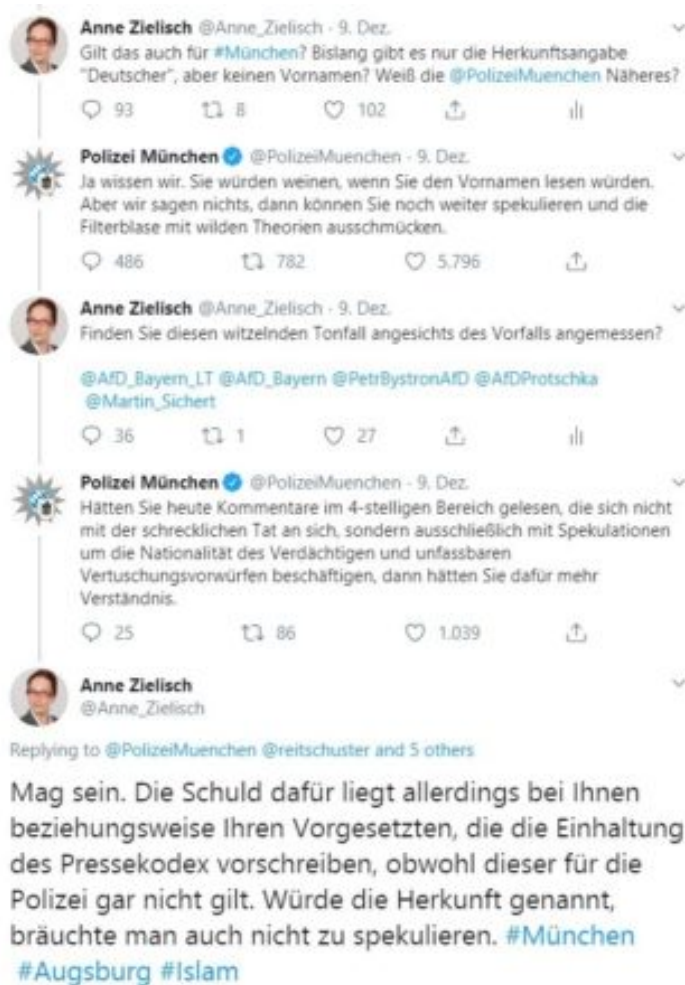 Anne Zielisch @Anne_Zielisch · 9. Dez.
Gilt das auch für #München? Bislang gibt es nur die Herkunftsangabe
"Deutscher", aber keinen Vornamen? Weiß die @PolizeiMuenchen Näheres?
93 8 102
Polizei München @PolizeiMuenchen · 9. Dez.
Ja wissen wir. Sie würden weinen, wenn Sie den Vornamen lesen würden.
Aber wir sagen nichts, dann können Sie noch weiter spekulieren und die
Filterblase mit wilden Theorien ausschmücken.
486 782 5.796
Anne Zielisch @Anne_Zielisch · 9. Dez.
Finden Sie diesen witzelnden Tonfall angesichts des Vorfalls angemessen?
@AfD_Bayern_LT @AfD_Bayern @PetrBystronAfD @AfDProtschka
@Martin_Sichert
36 1 27
Polizei München @PolizeiMuenchen · 9. Dez.
Hätten Sie heute Kommentare im 4-stelligen Bereich gelesen, die sich nicht
mit der schrecklichen Tat an sich, sondern ausschließlich mit Spekulationen
um die Nationalität des Verdächtigen und unfassbaren
Vertuschungsvorwürfen beschäftigen, dann hätten Sie dafür mehr
Verständnis.
25 86 1.039
Anne Zielisch
@Anne_Zielisch
Replying to @PolizeiMuenchen @reitschuster and 5 others
Mag sein. Die Schuld dafür liegt allerdings bei Ihnen
beziehungsweise Ihren Vorgesetzten, die die Einhaltung
des Pressekodex vorschreiben, obwohl dieser für die
Polizei gar nicht gilt. Würde die Herkunft genannt,
bräuchte man auch nicht zu spekulieren. #München
#Augsburg #Islam